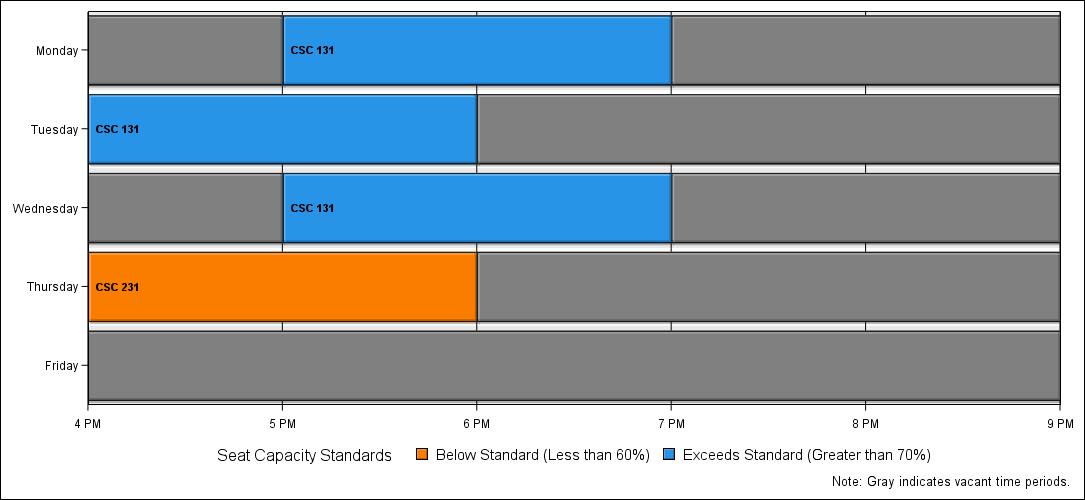 Monday
CSC 131
Tuesday
CSC 131
Wednesday
CSC 131
Thursday
CSC 231
Friday
4 PM 5 PM 6 PM 7 PM 8 PM 9 PM
Seat Capacity Standards Below Standard (Less than 60%) Exceeds Standard (Greater than 70%)
Note: Gray indicates vacant time periods.